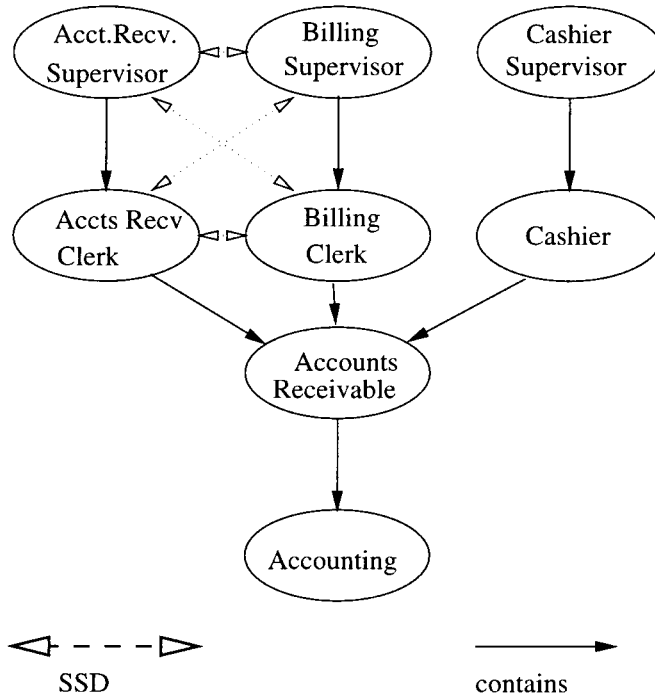 Acct.Recv.
Supervisor
Billing
Supervisor
Cashier
Supervisor
Accts Recv
Clerk
Billing
Clerk
Cashier
Accounts
Receivable
Accounting
SSD
contains